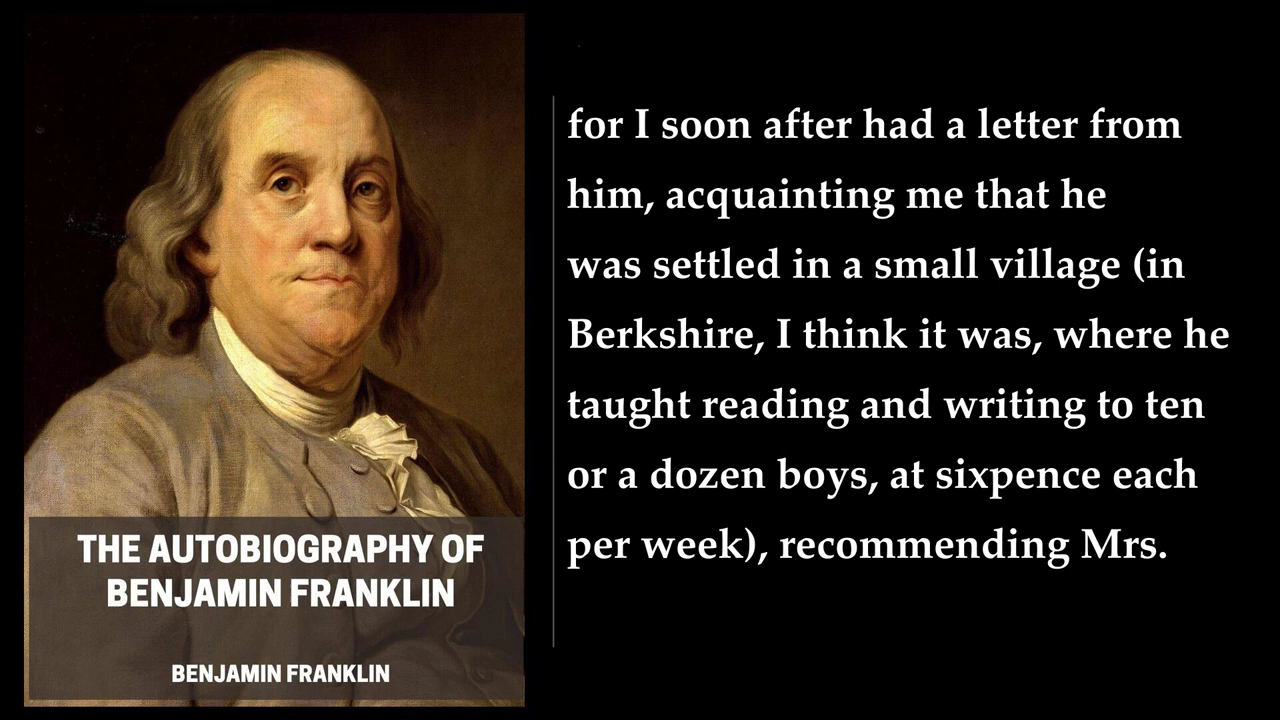 THE AUTOBIOGRAPHY OF
BENJAMIN FRANKLIN
BENJAMIN FRANKLIN
for I soon after had a letter from
him, acquainting me that he
was settled in a small village (in
Berkshire, I think it was, where he
taught reading and writing to ten
or a dozen boys, at sixpence each
per week), recommending Mrs.